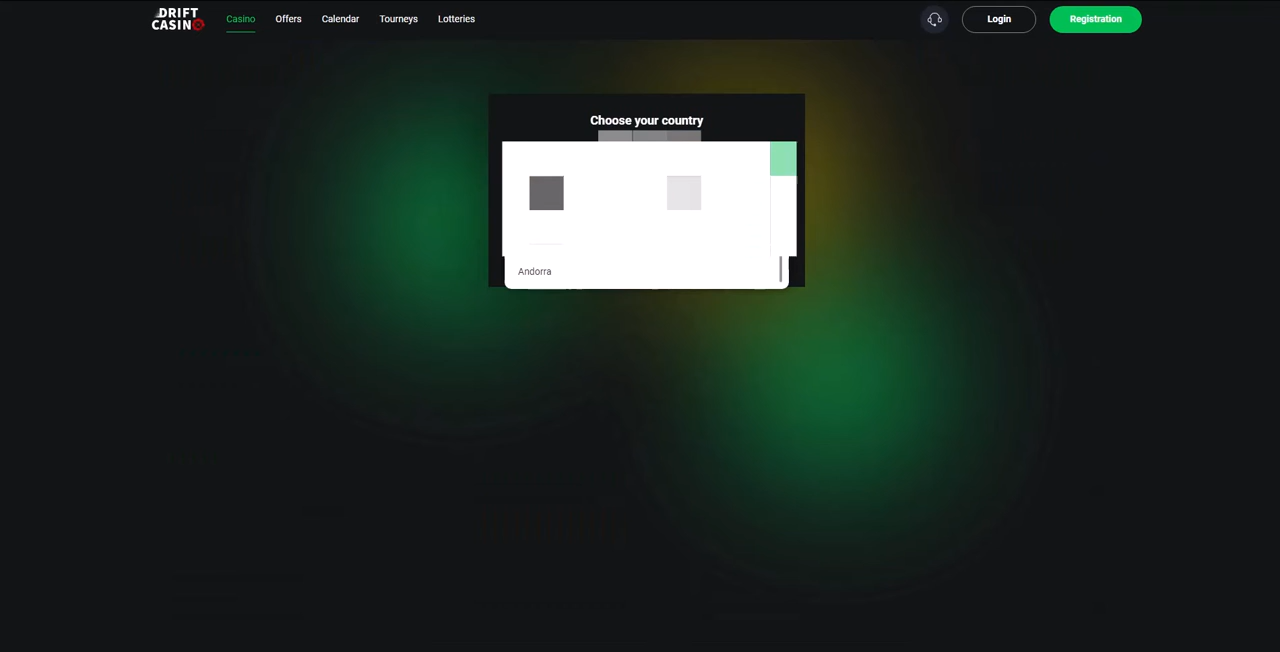 DRIFT
CASINO
Casino
Offers
Calendar
Tourneys
Lotteries
Login
Registration
Choose your country
Andorra